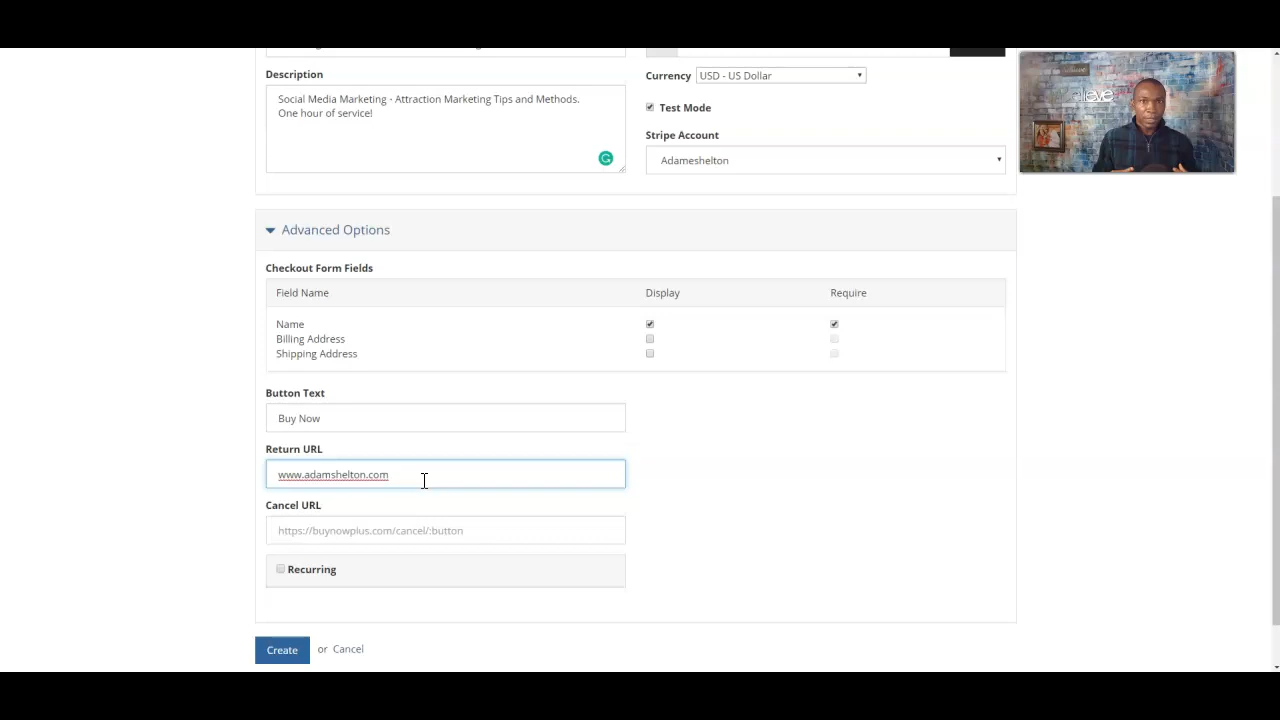 Description
Currency
USD - US Dollar
Social Media Marketing - Attraction Marketing Tips and Methods.
One hour of service!
Test Mode
Stripe Account
Adameshelton
Advanced Options
Checkout Form Fields
Field Name
Display
Require
Name
Billing Address
Shipping Address
Button Text
Buy Now
Return URL
www.adamshelton.com
Cancel URL
https://buynowplus.com/cancel/:button
Recurring
Create
or Cancel